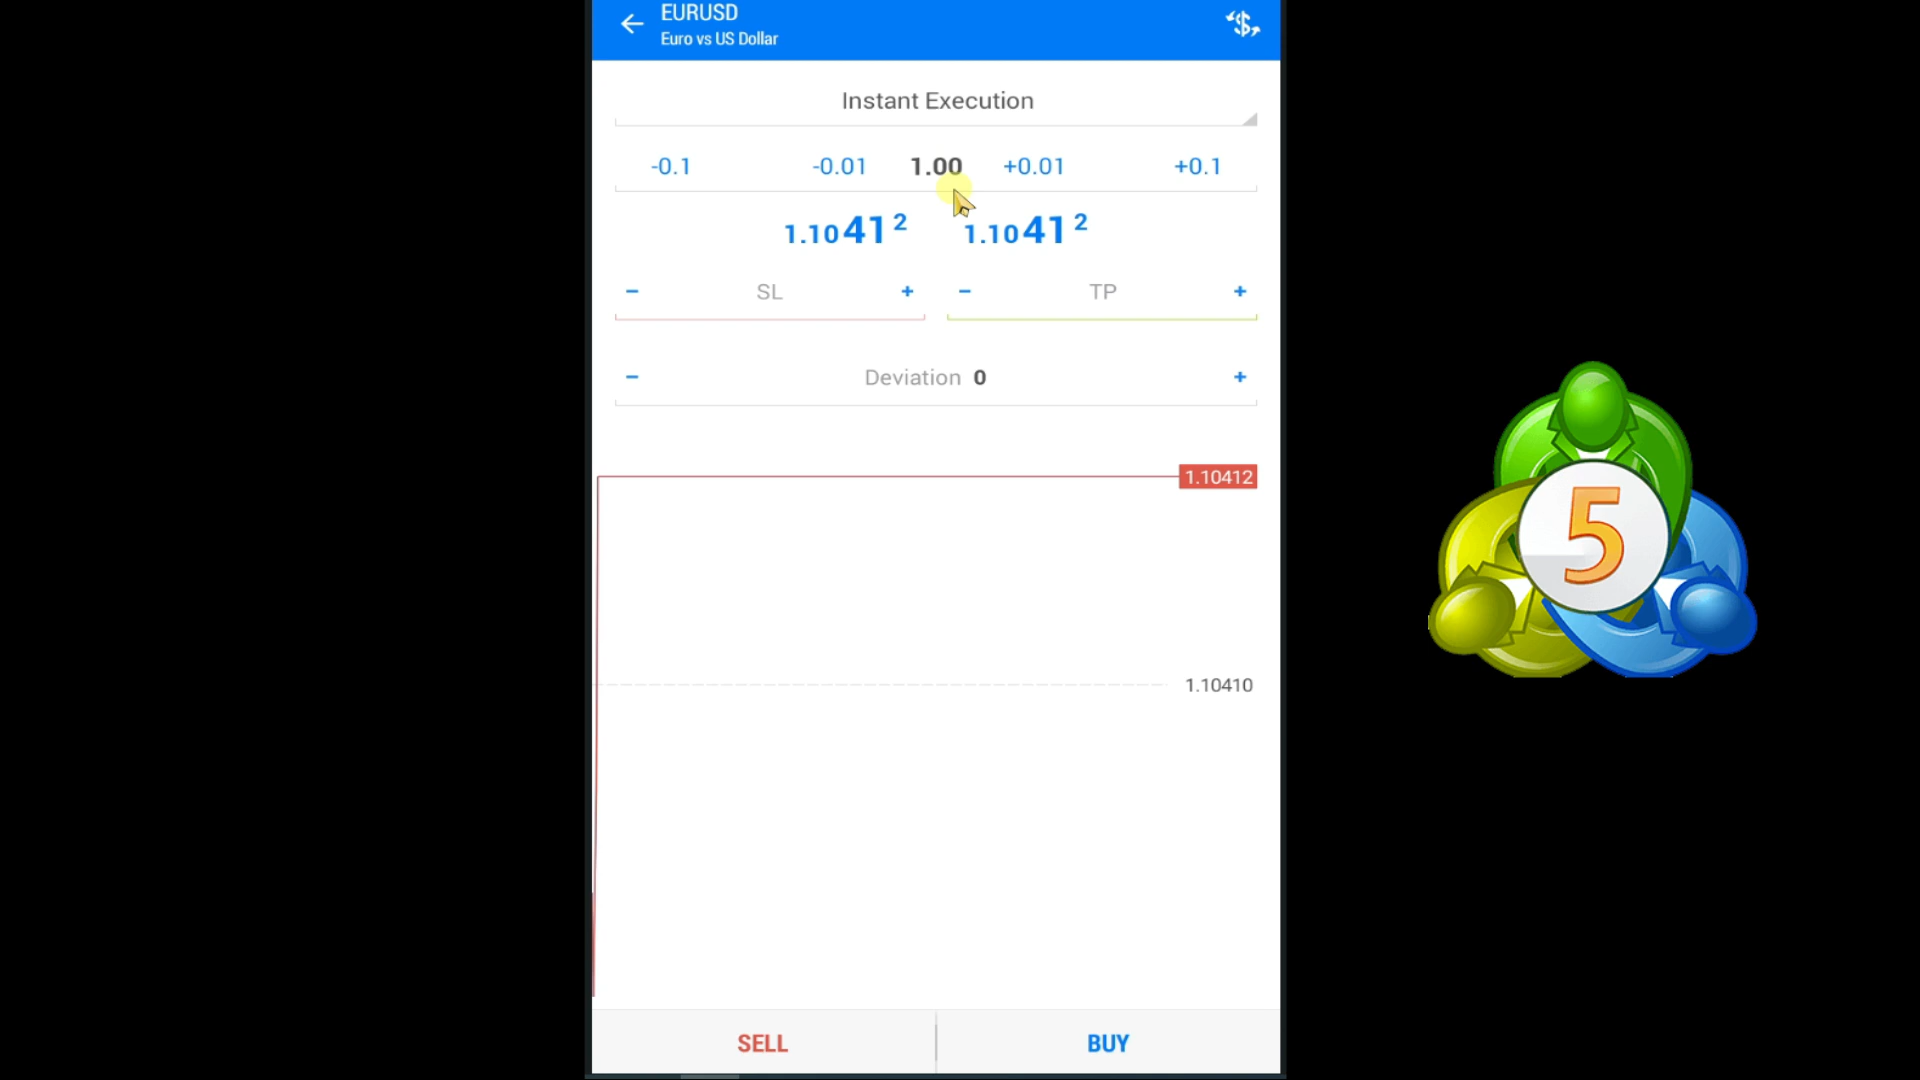 EURUSD
Euro vs US Dollar
Instant Execution
-0.1 -0.01 1.00 +0.01 +0.1
1.10412 1.10412
- SL + - TP +
- Deviation 0 +
1.10412
1.10410
5
SELL BUY